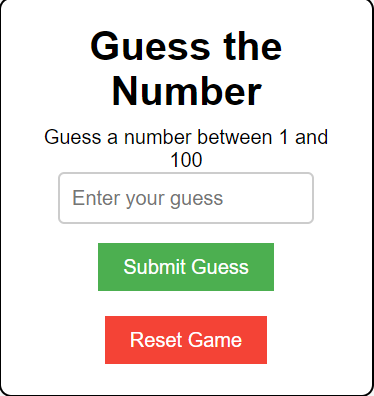 Guess the
Number
Guess a number between 1 and
100
Enter your guess
Submit Guess
Reset Game